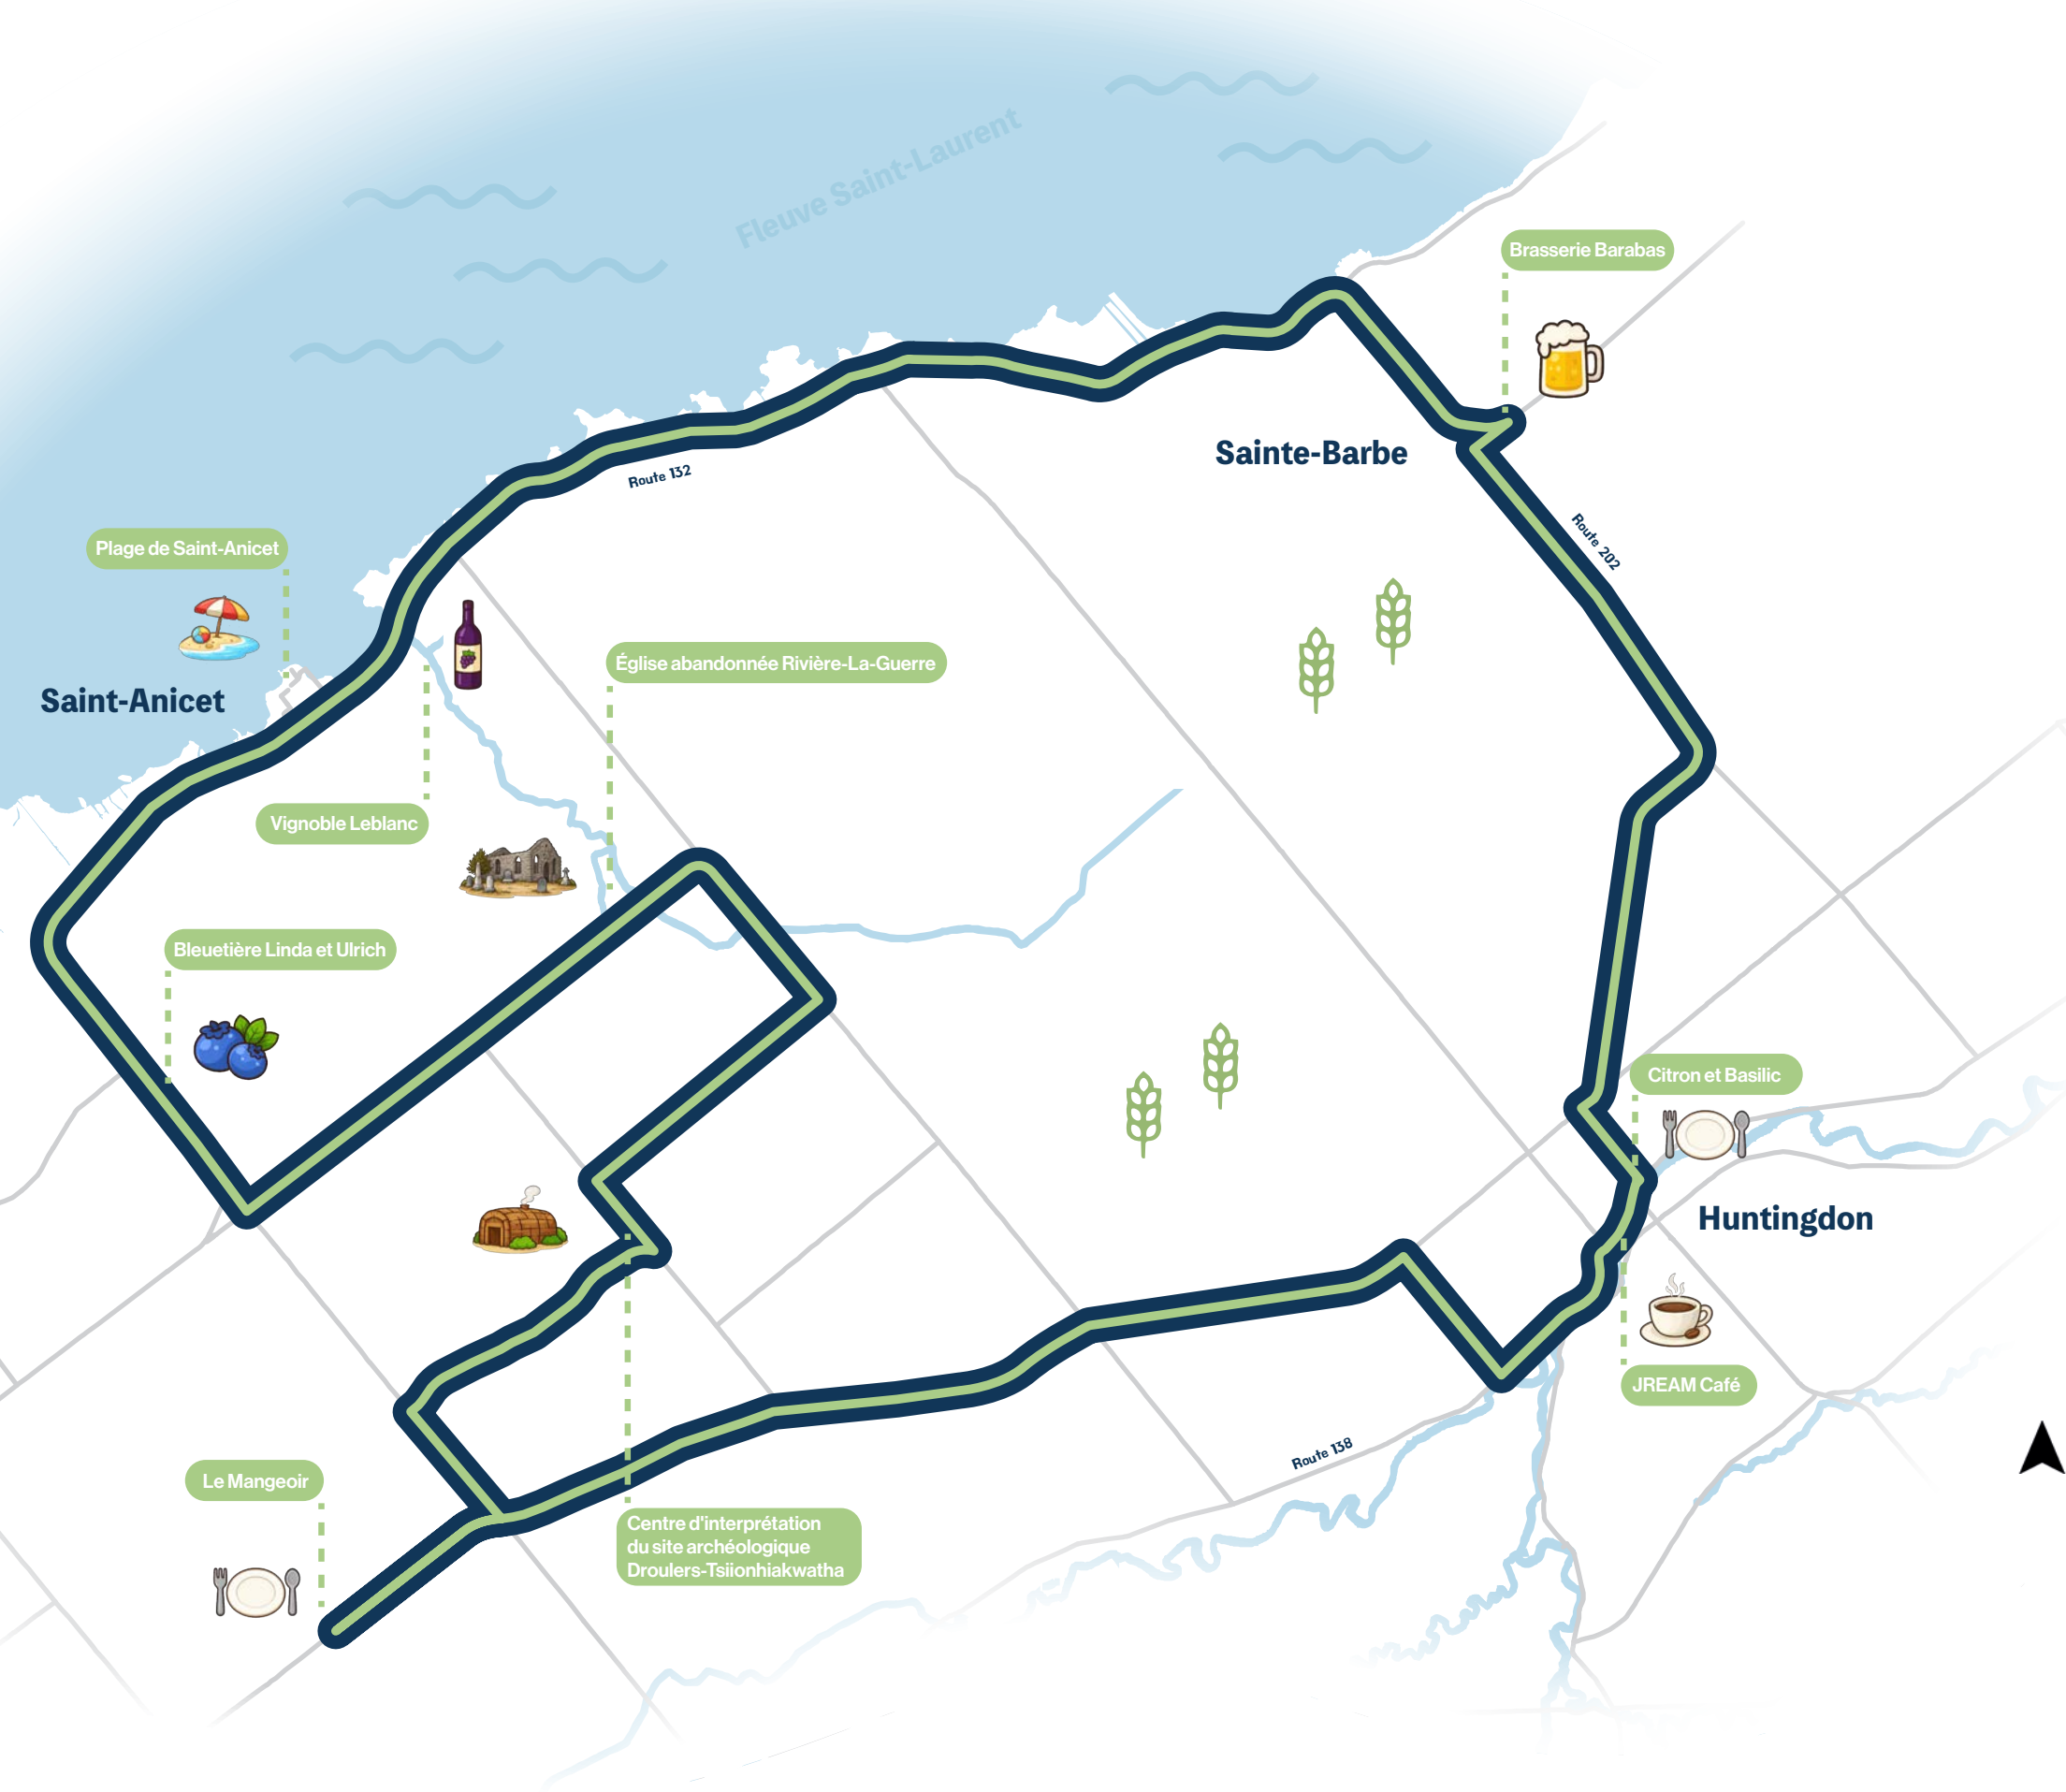 Fleuve Saint-Laurent
Brasserie Barabas
Sainte-Barbe
Route 132
Route 202
Plage de Saint-Anicet
Saint-Anicet
Église abandonnée Rivière-La-Guerre
Vignoble Leblanc
Bleuetière Linda et Ulrich
Citron et Basilic
Huntingdon
JREAM Café
Route 138
Le Mangeoir
Centre d'interprétation
du site archéologique
Droulers-Tsiionhiakwatha